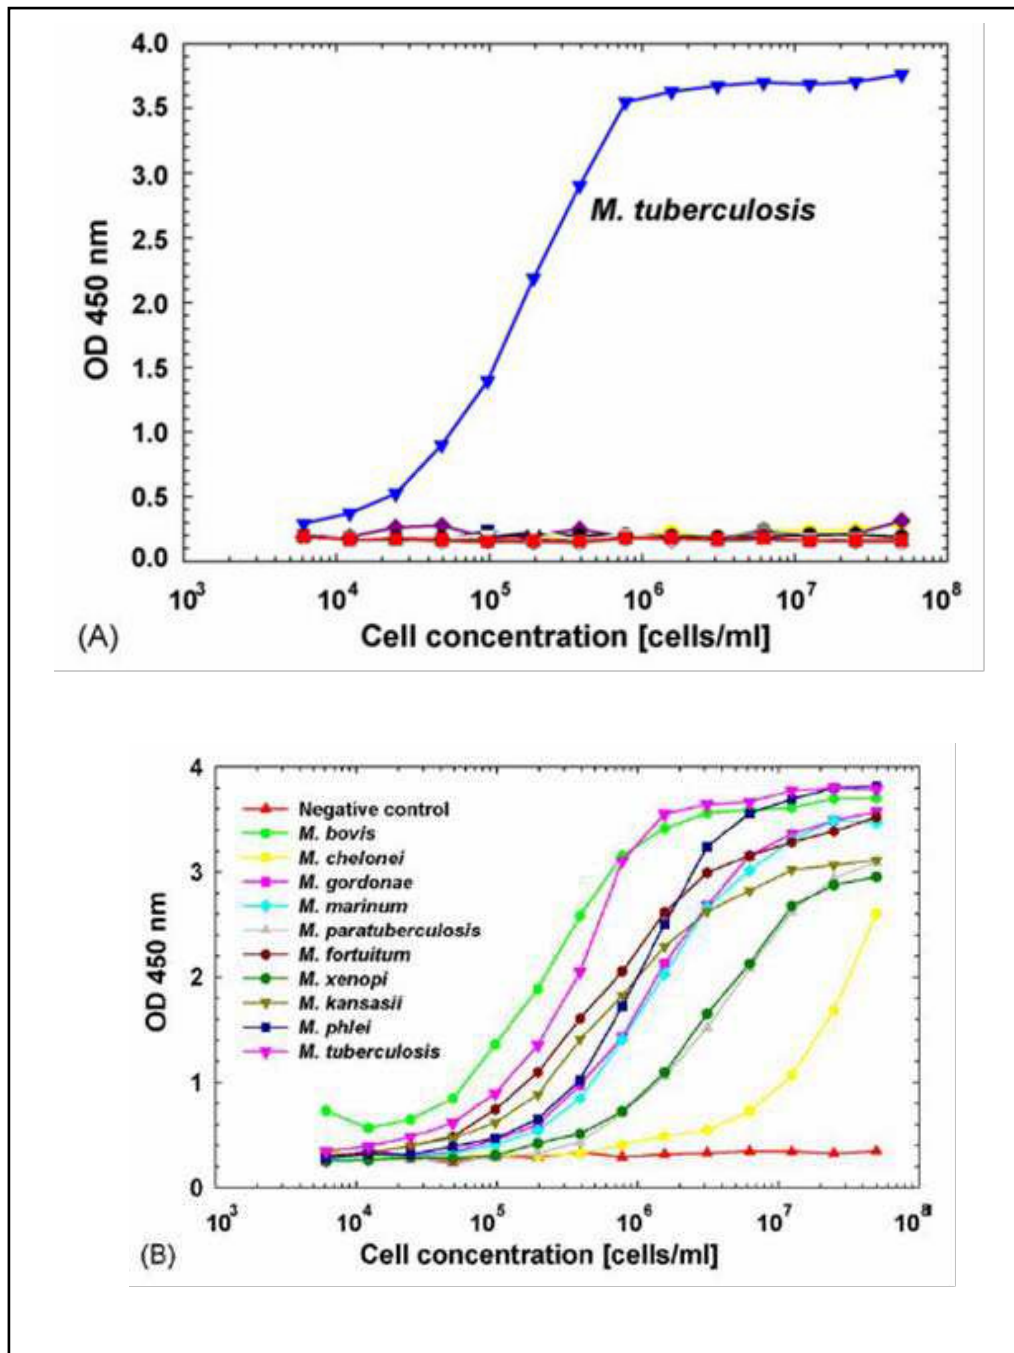 4.0
3.5
3.0
2.5
2.0
1.5
1.0
0.5
0.0
OD 450 nm
M. tuberculosis
10³ 10⁴ 10⁵ 10⁶ 10⁷ 10⁸
(A) Cell concentration [cells/ml]
4
3
2
1
0
OD 450 nm
Negative control
M. bovis
M. chelonei
M. gordonae
M. marinum
M. paratuberculosis
M. fortuitum
M. xenopi
M. kansasii
M. phlei
M. tuberculosis
10³ 10⁴ 10⁵ 10⁶ 10⁷ 10⁸
(B) Cell concentration [cells/ml]